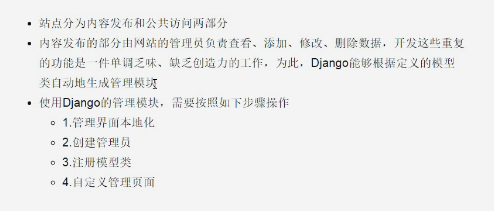 站点分为内容发布和公共访问两部分
内容发布的部分由网站的管理员负责查看、添加、修改、删除数据，开发这些重复
的功能是一件单调乏味、缺乏创造力的工作，为此，Django能够根据定义的模型
类自动地生成管理模块
使用Django的管理模块，需要按照如下步骤操作
1.管理界面本地化
2.创建管理员
3.注册模型类
4.自定义管理页面